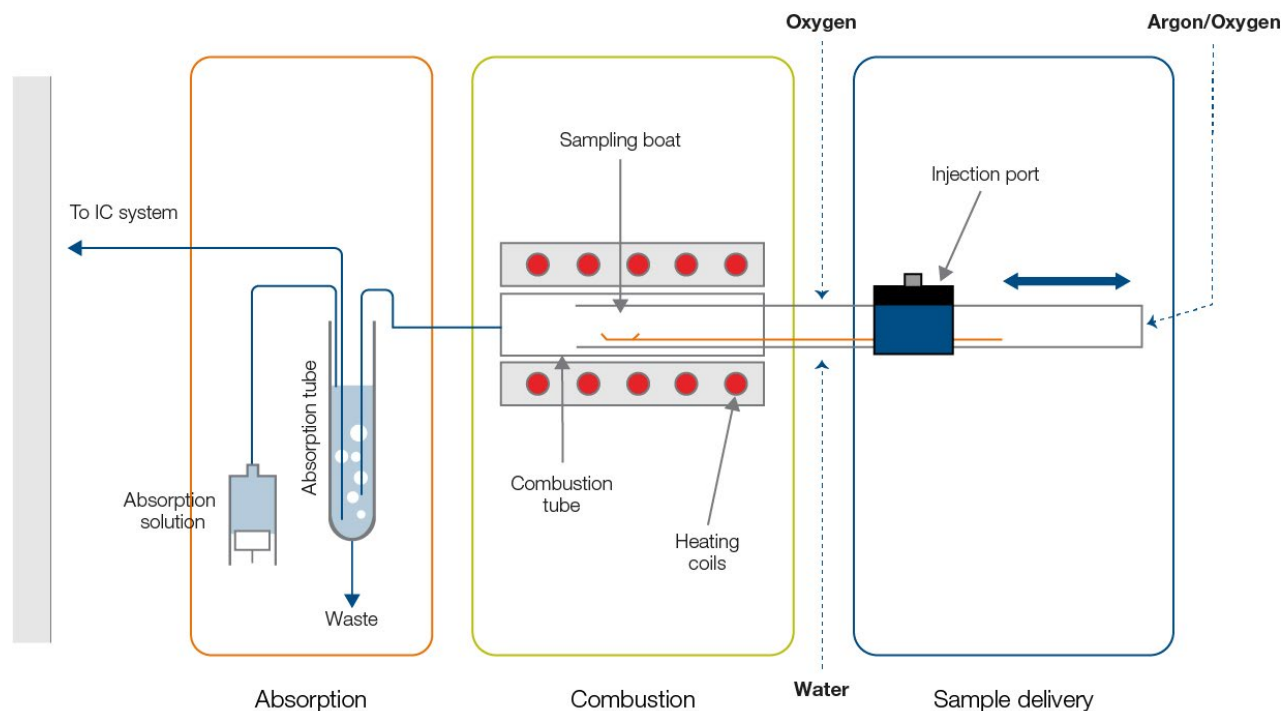 Oxygen
Argon/Oxygen
Sampling boat
Injection port
To IC system
Absorption tube
Absorption
solution
Combustion
tube
Heating
coils
Waste
Water
Absorption
Combustion
Sample delivery